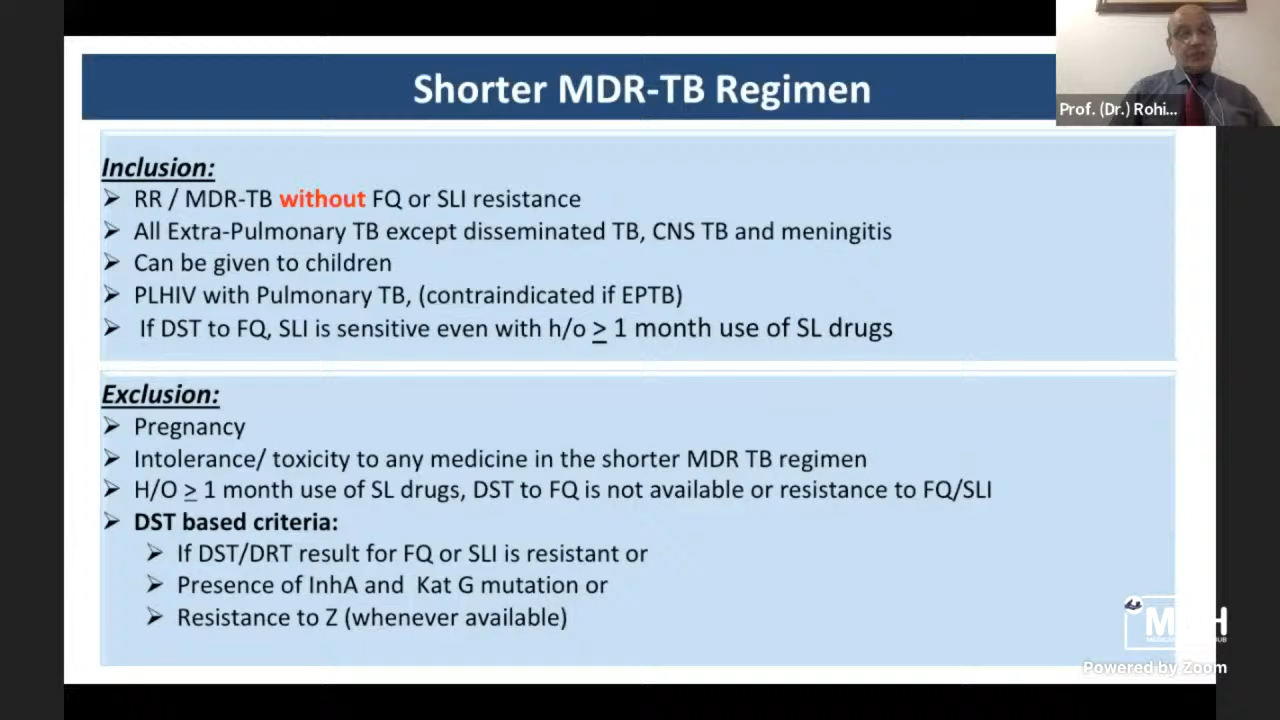 Shorter MDR-TB Regimen
Prof. (Dr.) Rohi...
Inclusion:
➢ RR / MDR-TB without FQ or SLI resistance
➢ All Extra-Pulmonary TB except disseminated TB, CNS TB and meningitis
➢ Can be given to children
➢ PLHIV with Pulmonary TB, (contraindicated if EPTB)
➢ If DST to FQ, SLI is sensitive even with h/o ≥ 1 month use of SL drugs
Exclusion:
➢ Pregnancy
➢ Intolerance/ toxicity to any medicine in the shorter MDR TB regimen
➢ H/O ≥ 1 month use of SL drugs, DST to FQ is not available or resistance to FQ/SLI
➢ DST based criteria:
➢ If DST/DRT result for FQ or SLI is resistant or
➢ Presence of InhA and Kat G mutation or
➢ Resistance to Z (whenever available)
Powered by Zoom